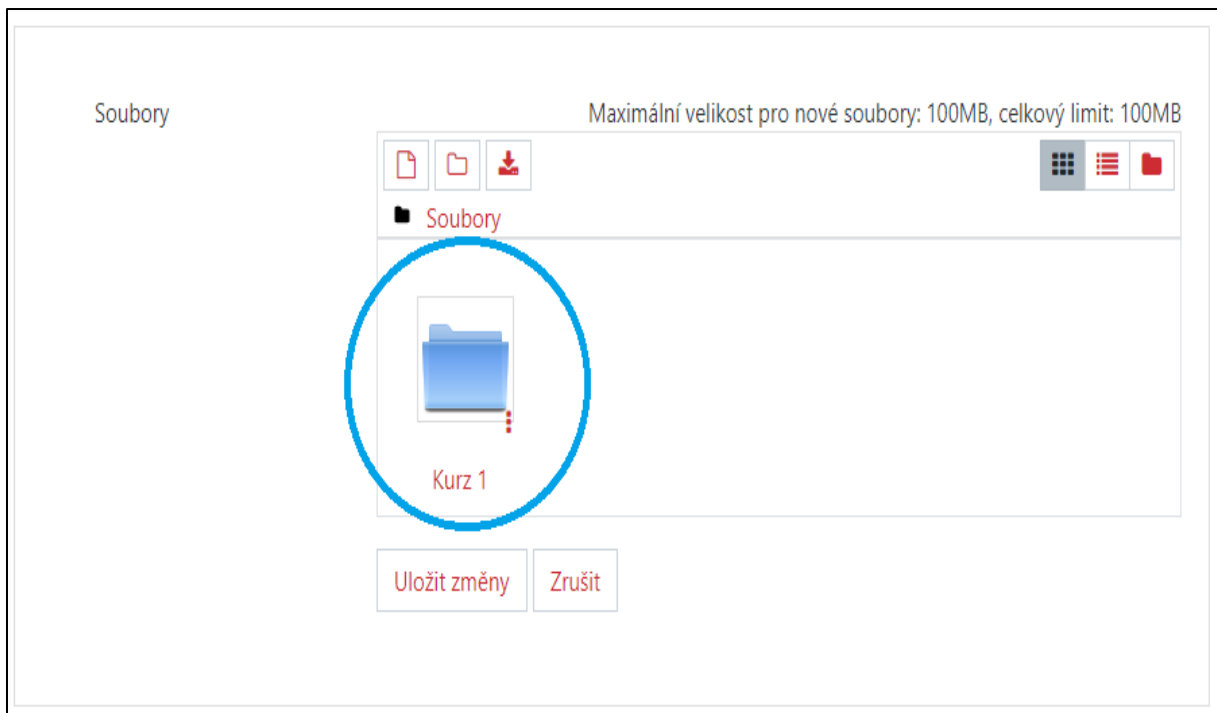 Soubory
Maximální velikost pro nové soubory: 100MB, celkový limit: 100MB
Soubory
Kurz 1
Uložit změny
Zrušit